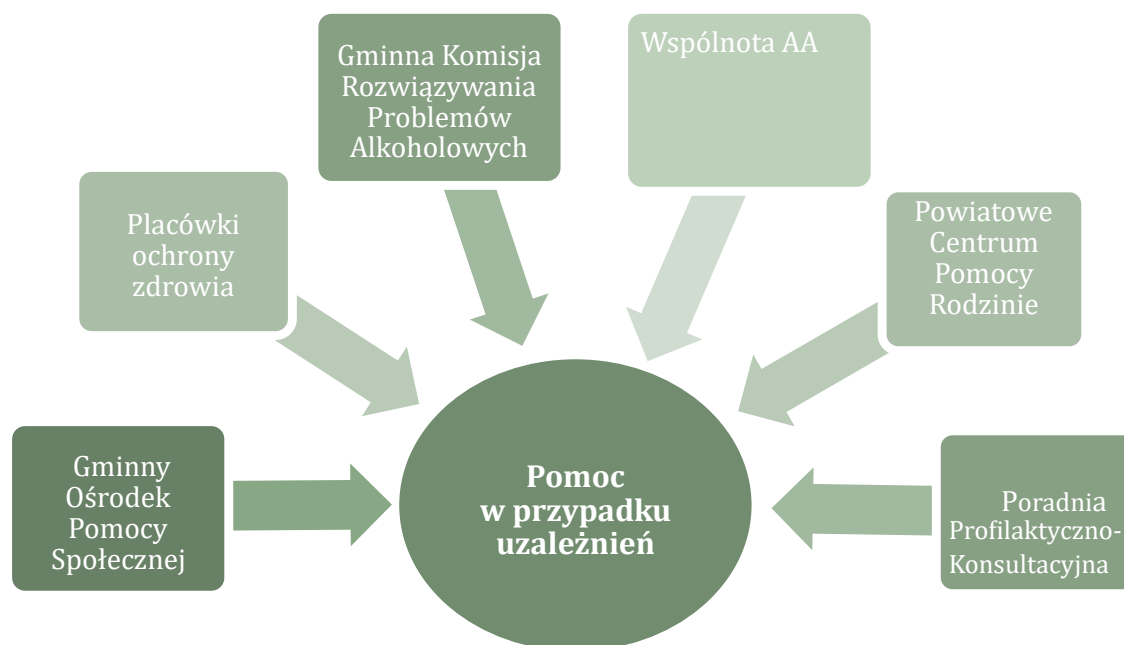 Gminna Komisja
Rozwiązywania
Problemów
Alkoholowych
Wspólnota AA
Placówki
ochrony
zdrowia
Powiatowe
Centrum
Pomocy
Rodzinie
Gminny
Ośrodek
Pomocy
Społecznej
Pomoc
w przypadku
uzależnień
Poradnia
Profilaktyczno-
Konsultacyjna